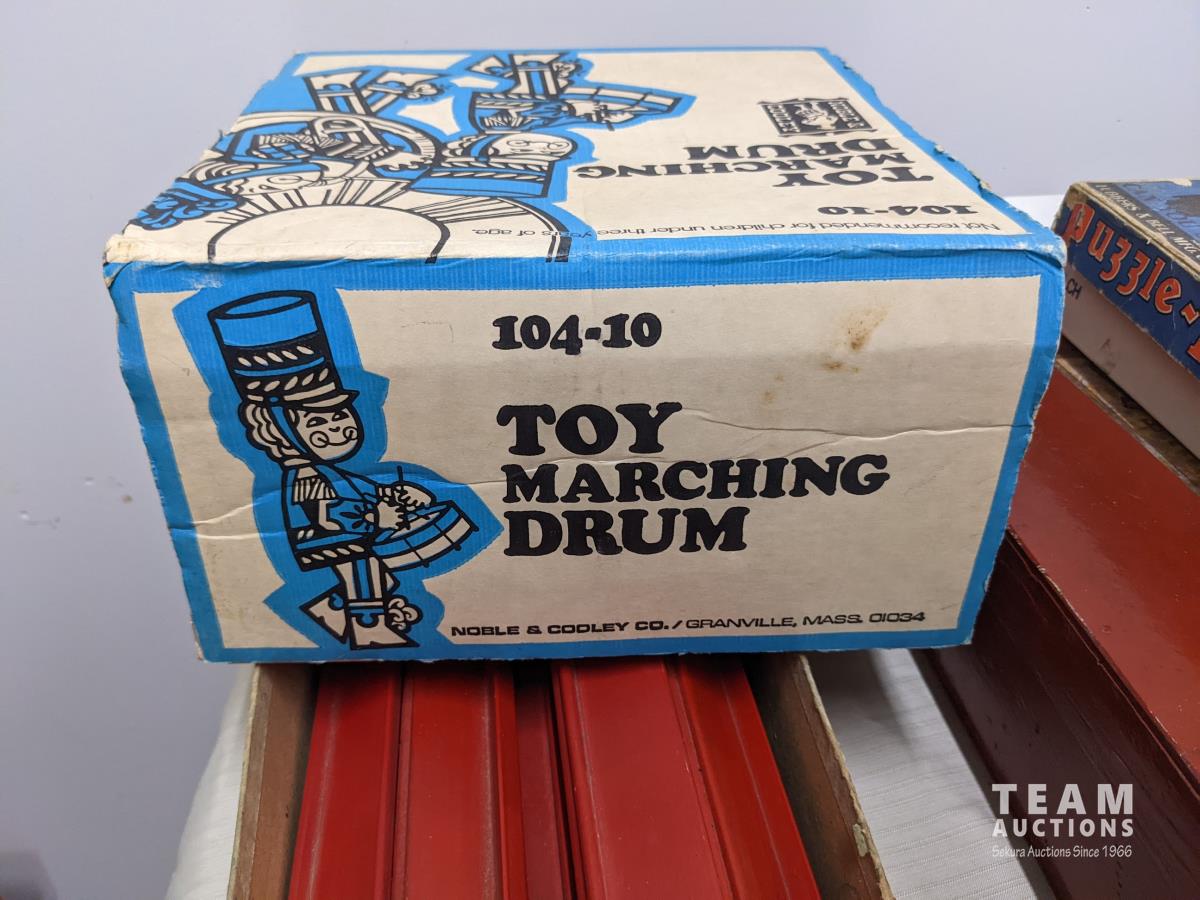 TOY
MARCHING
DRUM
104-10
Not recommended for children under three years of age.
104-10
TOY
MARCHING
DRUM
NOBLE & COOLEY CO. / GRANVILLE, MASS. 01034
Puzzle-
CH
TEAM
AUCTIONS
Sekura Auctions Since 1966